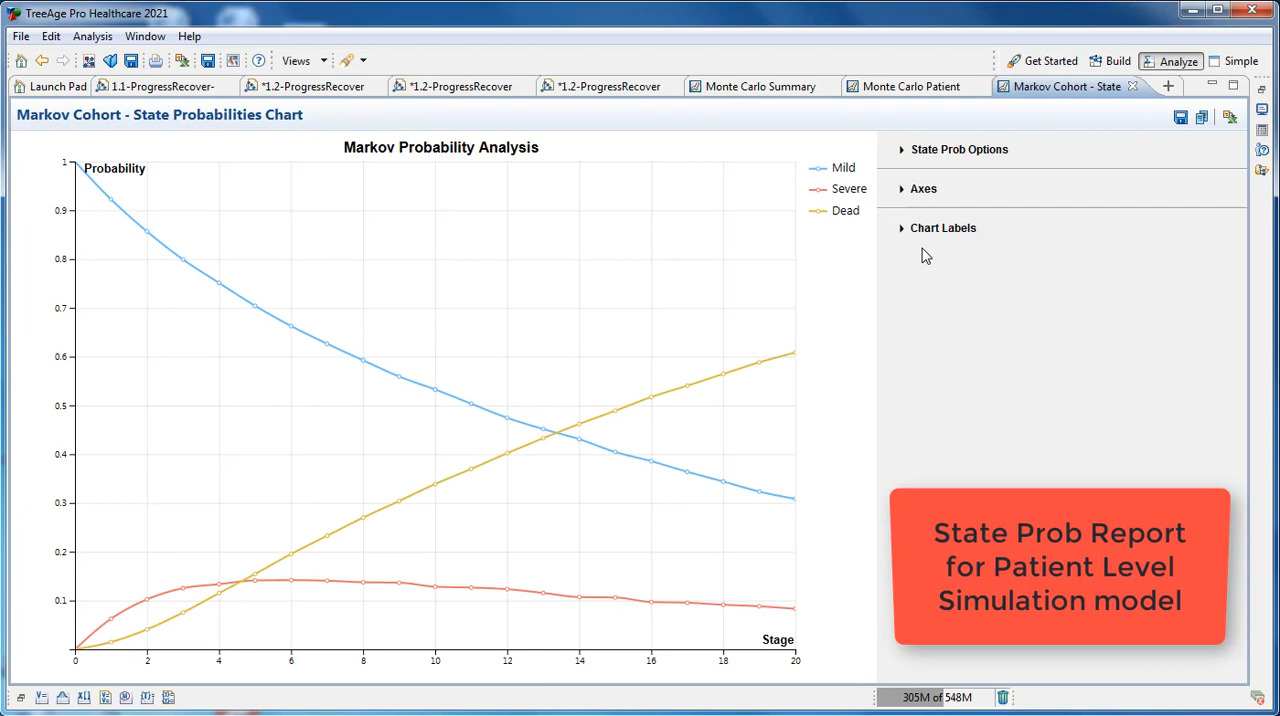 TreeAge Pro Healthcare 2021
File Edit Analysis Window Help
Views
Get Started Build Analyze Simple
Launch Pad 1.1-ProgressRecover- *1.2-ProgressRecover *1.2-ProgressRecover *1.2-ProgressRecover Monte Carlo Summary Monte Carlo Patient Markov Cohort - State
Markov Cohort - State Probabilities Chart
Markov Probability Analysis
Probability
1
0.9
0.8
0.7
0.6
0.5
0.4
0.3
0.2
0.1
Stage
0 2 4 6 8 10 12 14 16 18 20
Mild
Severe
Dead
State Prob Options
Axes
Chart Labels
State Prob Report
for Patient Level
Simulation model
305M of 548M